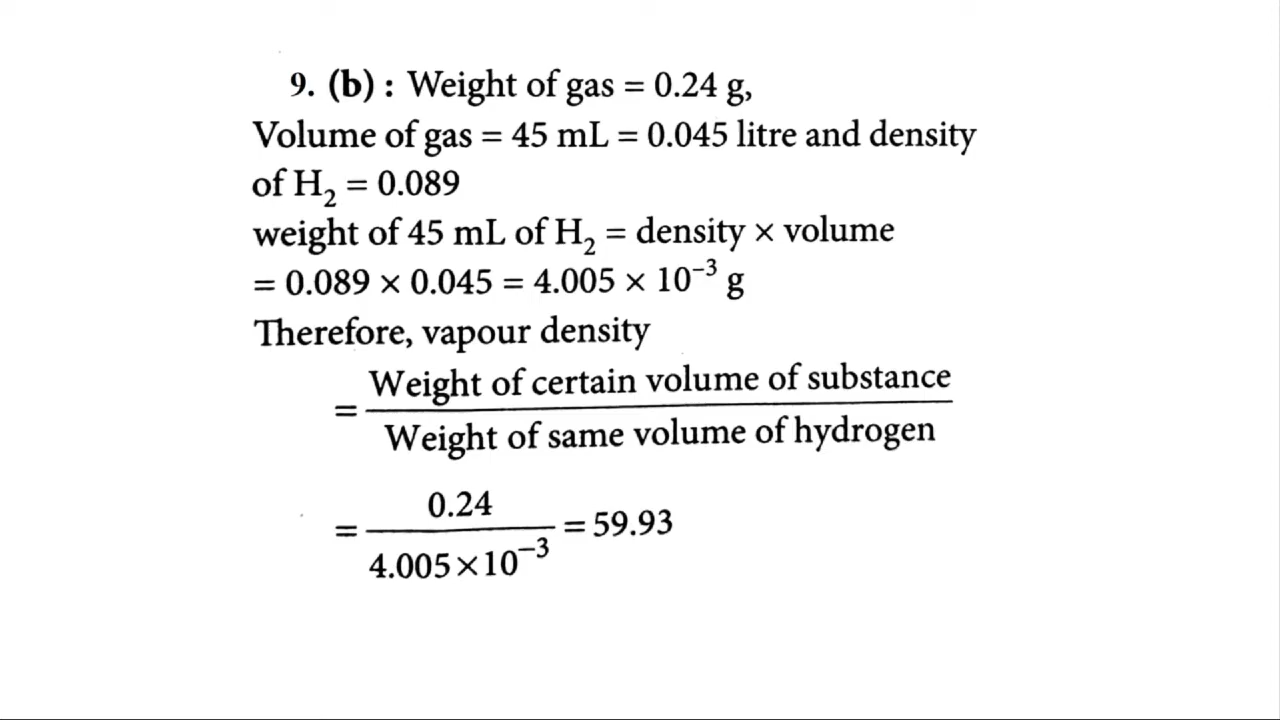 9. (b) : Weight of gas = 0.24 g,
Volume of gas = 45 mL = 0.045 litre and density
of H₂ = 0.089
weight of 45 mL of H₂ = density × volume
= 0.089 × 0.045 = 4.005 × 10⁻³ g
Therefore, vapour density
= Weight of certain volume of substance
Weight of same volume of hydrogen
= 0.24
4.005×10⁻³ = 59.93